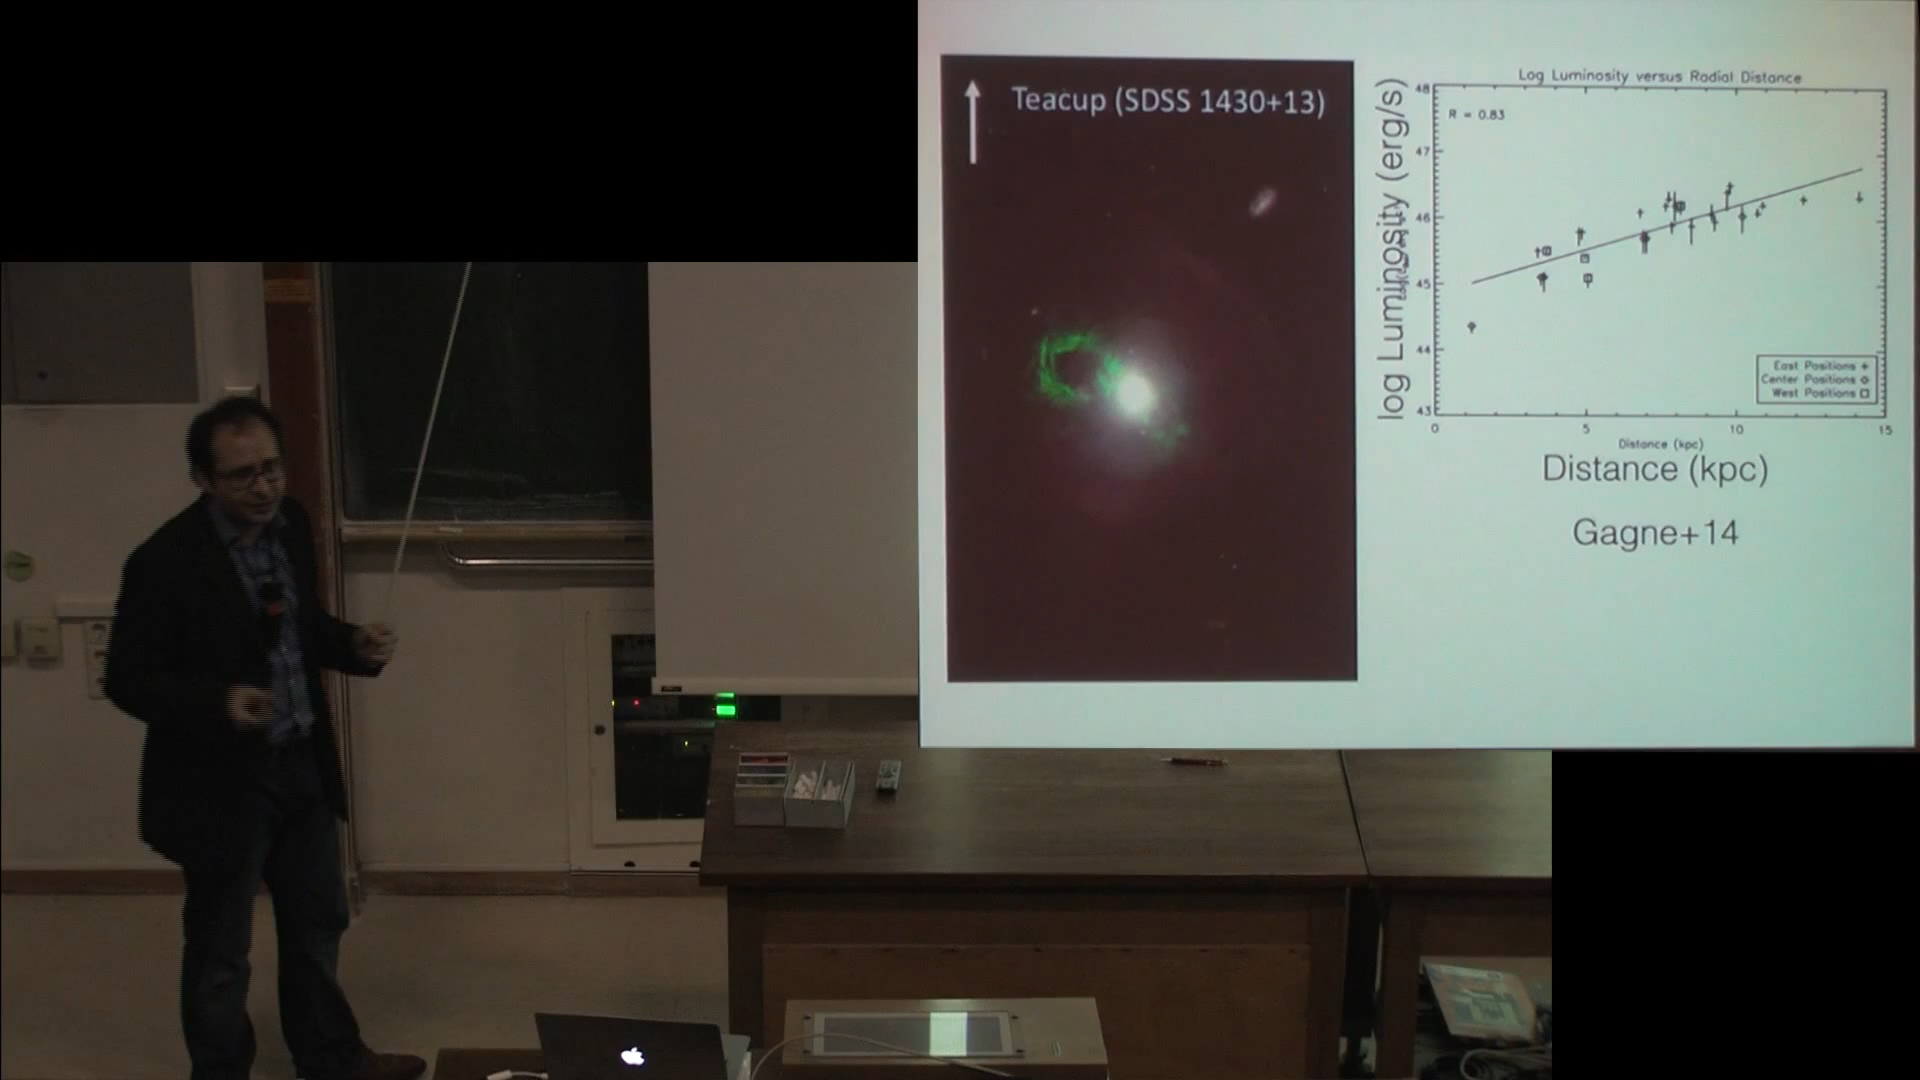 Teacup (SDSS 1430+13)
Log Luminosity versus Radial Distance
R = 0.83
log Luminosity (erg/s)
48
47
46
45
44
43
East Positions +
Center Positions ◇
West Positions □
0 5 10 15
Distance (kpc)
Distance (kpc)
Gagne+14